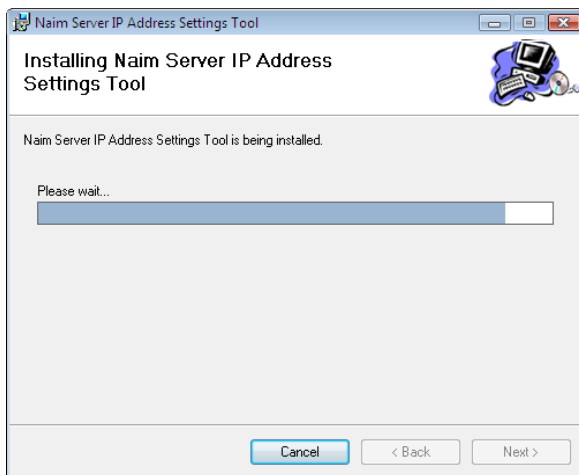 Naim Server IP Address Settings Tool
Installing Naim Server IP Address
Settings Tool
Naim Server IP Address Settings Tool is being installed.
Please wait...
Cancel
< Back
Next >